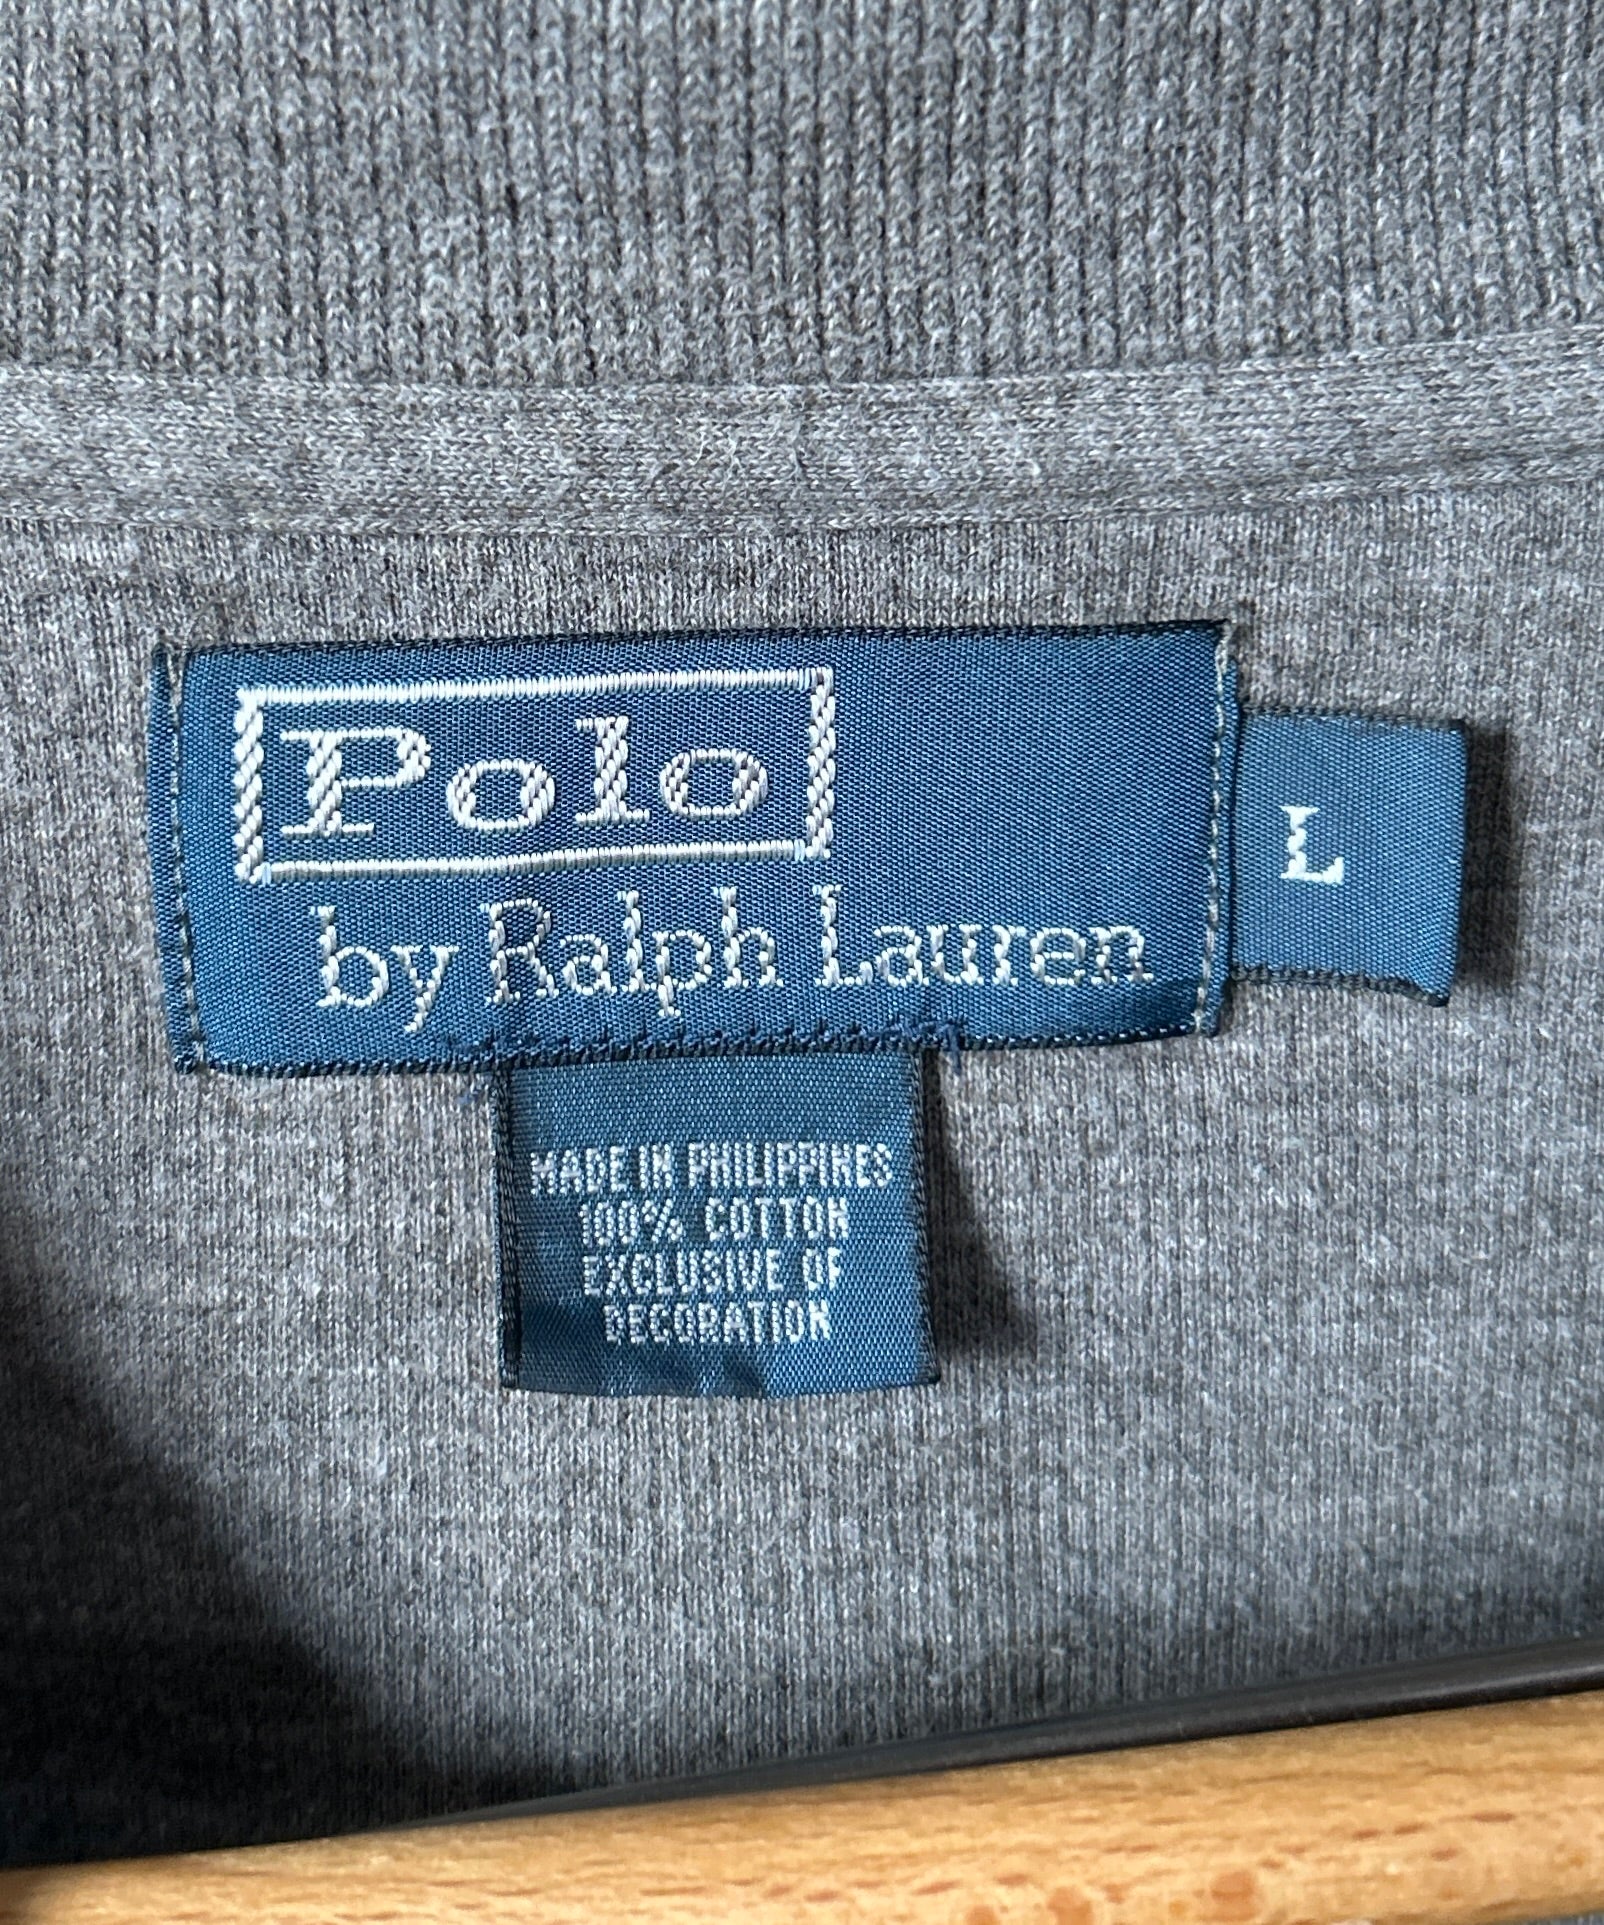 Polo
by Ralph Lauren
L
MADE IN PHILIPPINES
100% COTTON
EXCLUSIVE OF
DECORATION